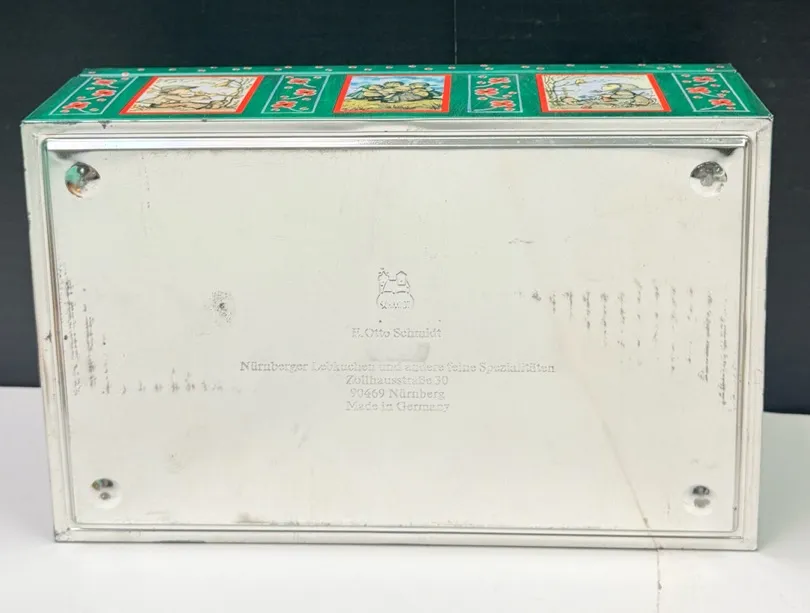 E. Otto Schmidt
Nürnberger Lebkuchen und andere feine Spezialitäten
Zollhausstraße 30
90469 Nürnberg
Made in Germany